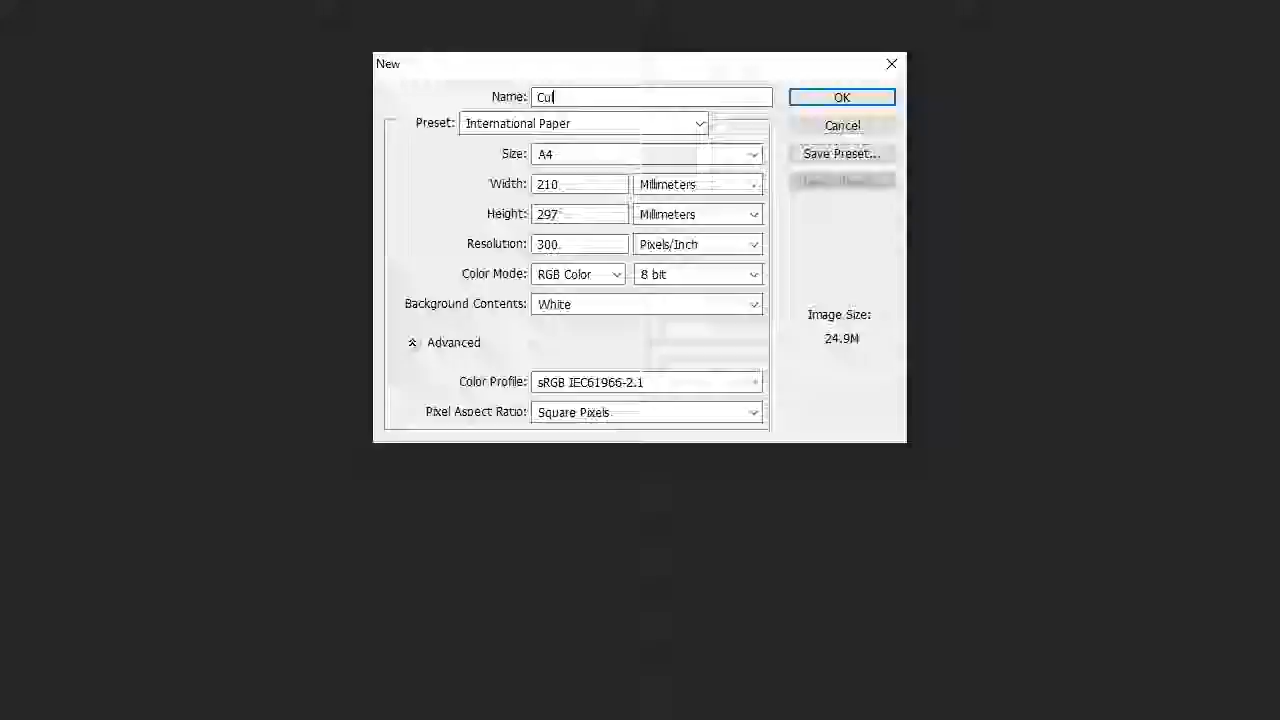 New
Name: Cul
OK
Preset: International Paper
Cancel
Size: A4
Save Preset...
Width: 210 Millimeters
Height: 297 Millimeters
Resolution: 300 Pixels/Inch
Color Mode: RGB Color 8 bit
Background Contents: White
Image Size:
24.9M
Advanced
Color Profile: sRGB IEC61966-2.1
Pixel Aspect Ratio: Square Pixels